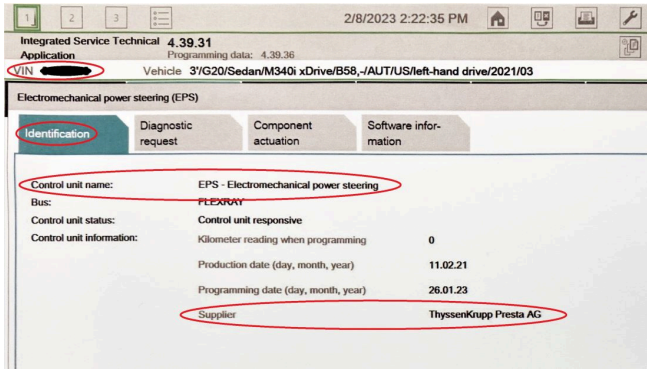 1 2 3 2/8/2023 2:22:35 PM
Integrated Service Technical Application 4.39.31
Programming data: 4.39.36
VIN Vehicle 3'/G20/Sedan/M340i xDrive/B58,-/AUT/US/left-hand drive/2021/03
Electromechanical power steering (EPS)
Identification Diagnostic request Component actuation Software infor-mation
Control unit name: EPS - Electromechanical power steering
Bus: FLEXRAY
Control unit status: Control unit responsive
Control unit information: Kilometer reading when programming 0
Production date (day, month, year) 11.02.21
Programming date (day, month, year) 26.01.23
Supplier ThyssenKrupp Presta AG